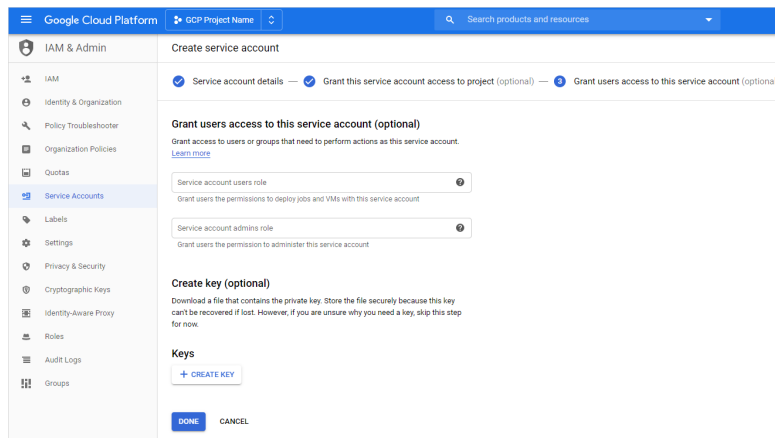 Google Cloud Platform
GCP Project Name
Search products and resources
IAM & Admin
Create service account
Service account details — Grant this service account access to project (optional) — 3 Grant users access to this service account (optiona
IAM
Identity & Organization
Policy Troubleshooter
Organization Policies
Quotas
Service Accounts
Labels
Settings
Privacy & Security
Cryptographic Keys
Identity-Aware Proxy
Roles
Audit Logs
Groups
Grant users access to this service account (optional)
Grant access to users or groups that need to perform actions as this service account.
Learn more
Service account users role
Grant users the permissions to deploy jobs and VMs with this service account
Service account admins role
Grant users the permission to administer this service account
Create key (optional)
Download a file that contains the private key. Store the file securely because this key
can't be recovered if lost. However, if you are unsure why you need a key, skip this step
for now.
Keys
+ CREATE KEY
DONE
CANCEL